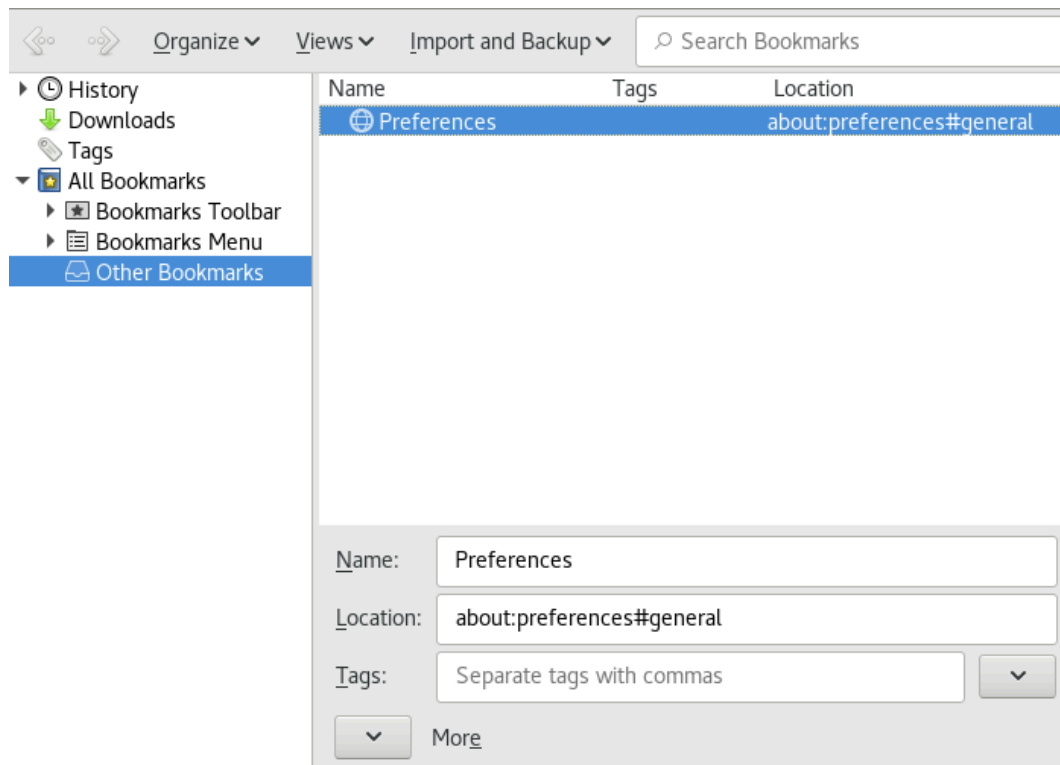 Organize Views Import and Backup Search Bookmarks
History
Downloads
Tags
All Bookmarks
Bookmarks Toolbar
Bookmarks Menu
Other Bookmarks
Name Tags Location
Preferences about:preferences#general
Name: Preferences
Location: about:preferences#general
Tags: Separate tags with commas
More